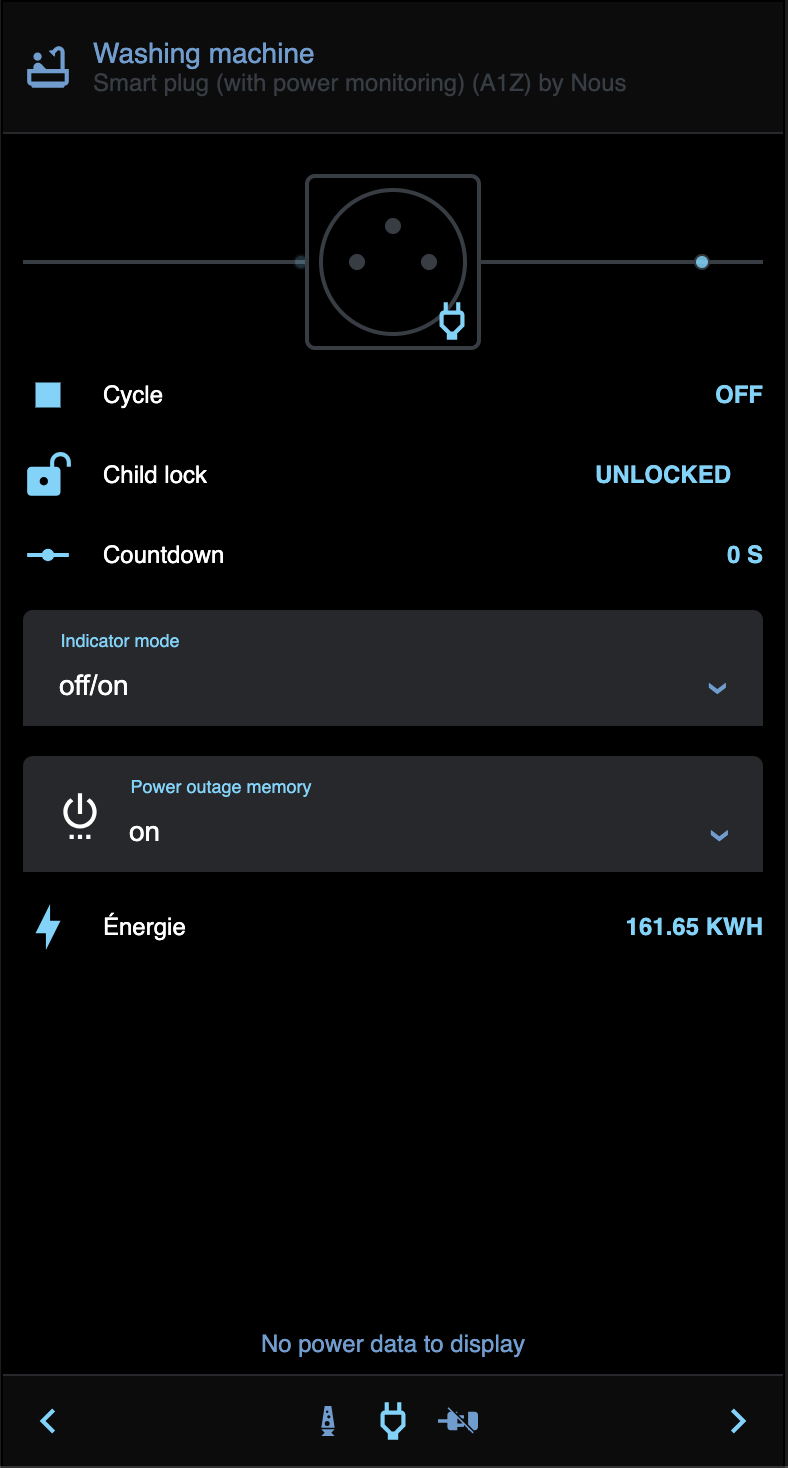 Washing machine
Smart plug (with power monitoring) (A1Z) by Nous
Cycle OFF
Child lock UNLOCKED
Countdown 0 S
Indicator mode
off/on
Power outage memory
on
Énergie 161.65 KWH
No power data to display